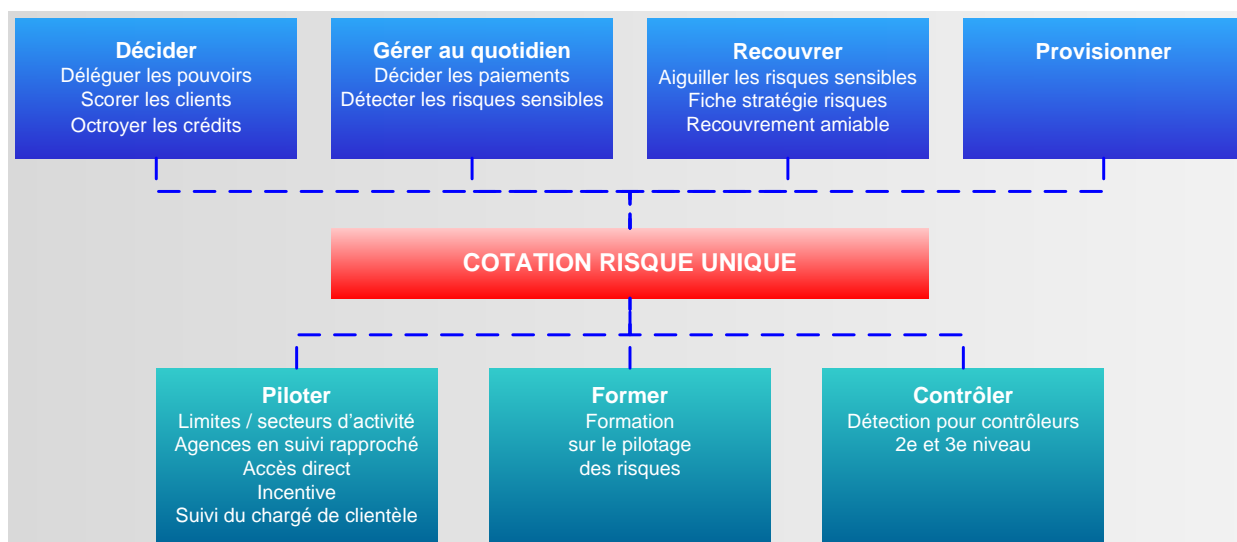 Décider
Déléguer les pouvoirs
Scorer les clients
Octroyer les crédits
Gérer au quotidien
Décider les paiements
Détecter les risques sensibles
Recouvrer
Aiguiller les risques sensibles
Fiche stratégie risques
Recouvrement amiable
Provisionner
COTATION RISQUE UNIQUE
Piloter
Limites / secteurs d’activité
Agences en suivi rapproché
Accès direct
Incentive
Suivi du chargé de clientèle
Former
Formation
sur le pilotage
des risques
Contrôler
Détection pour contrôleurs
2e et 3e niveau